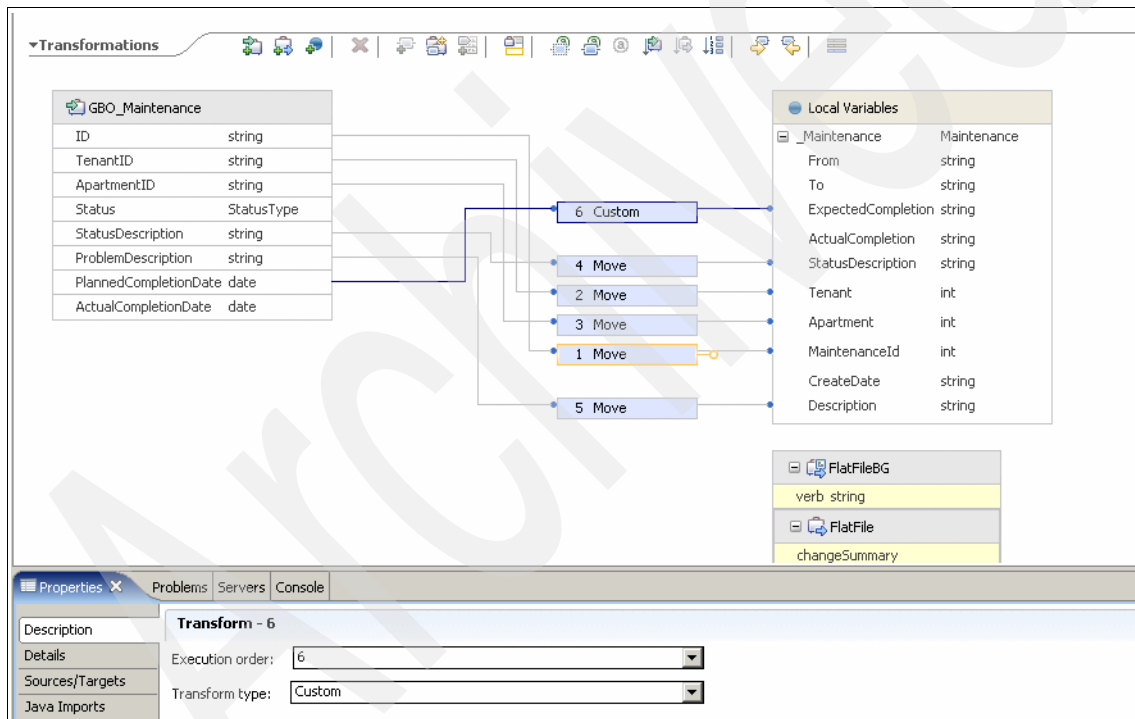 Transformations
GBO_Maintenance
ID string
TenantID string
ApartmentID string
Status StatusType
StatusDescription string
ProblemDescription string
PlannedCompletionDate date
ActualCompletionDate date
6 Custom
4 Move
2 Move
3 Move
1 Move
5 Move
Local Variables
_Maintenance Maintenance
From string
To string
ExpectedCompletion string
ActualCompletion string
StatusDescription string
Tenant int
Apartment int
MaintenanceId int
CreateDate string
Description string
FlatFileBG
verb string
FlatFile
changeSummary
Properties Problems Servers Console
Description
Details
Sources/Targets
Java Imports
Transform - 6
Execution order: 6
Transform type: Custom
Archived